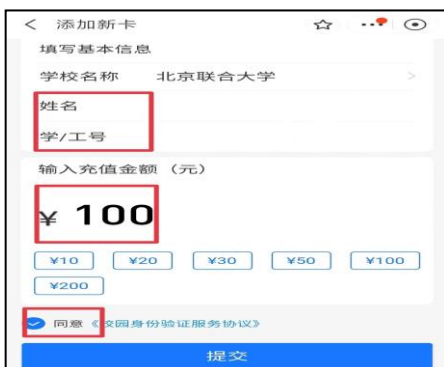 添加新卡
填写基本信息
学校名称 北京联合大学
姓名
学/工号
输入充值金额（元）
¥ 100
¥10 ¥20 ¥30 ¥50 ¥100
¥200
同意《校园身份验证服务协议》
提交